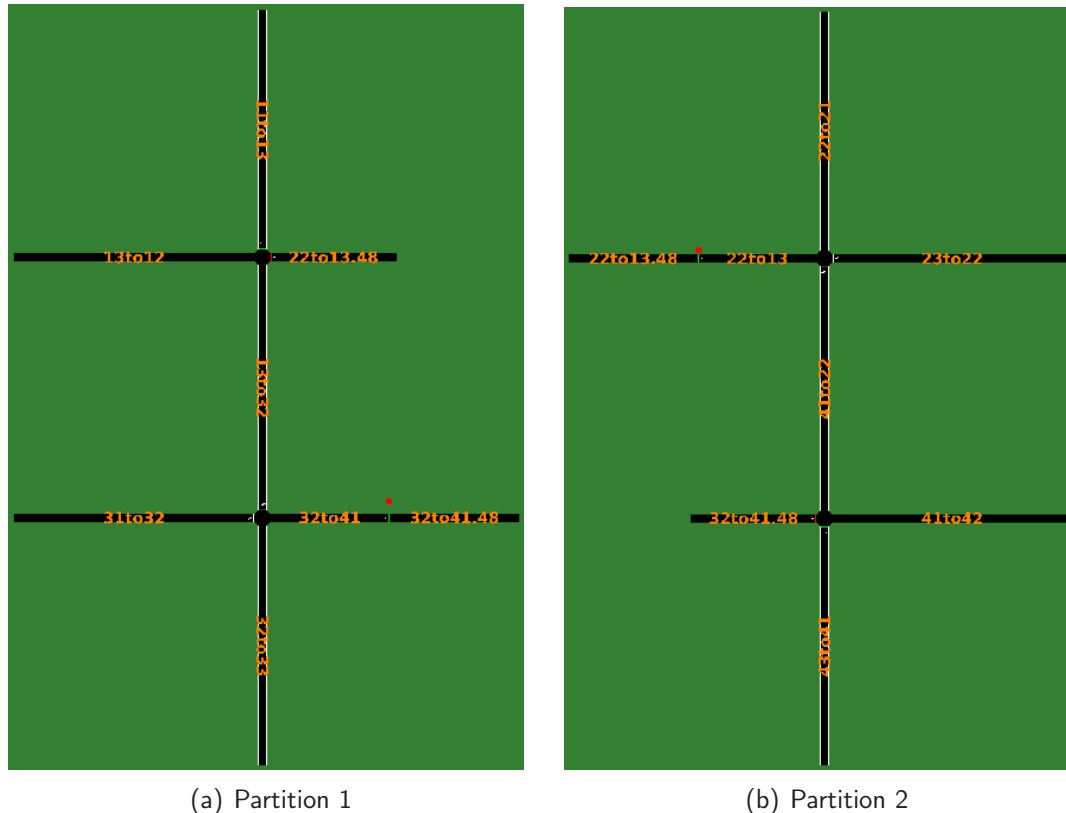 11to13
13to12
22to13.48
13to32
31to32
32to41
32to41.48
32to33
(a) Partition 1
22to21
22to13.48
22to13
23to22
41to22
32to41.48
41to42
43to41
(b) Partition 2